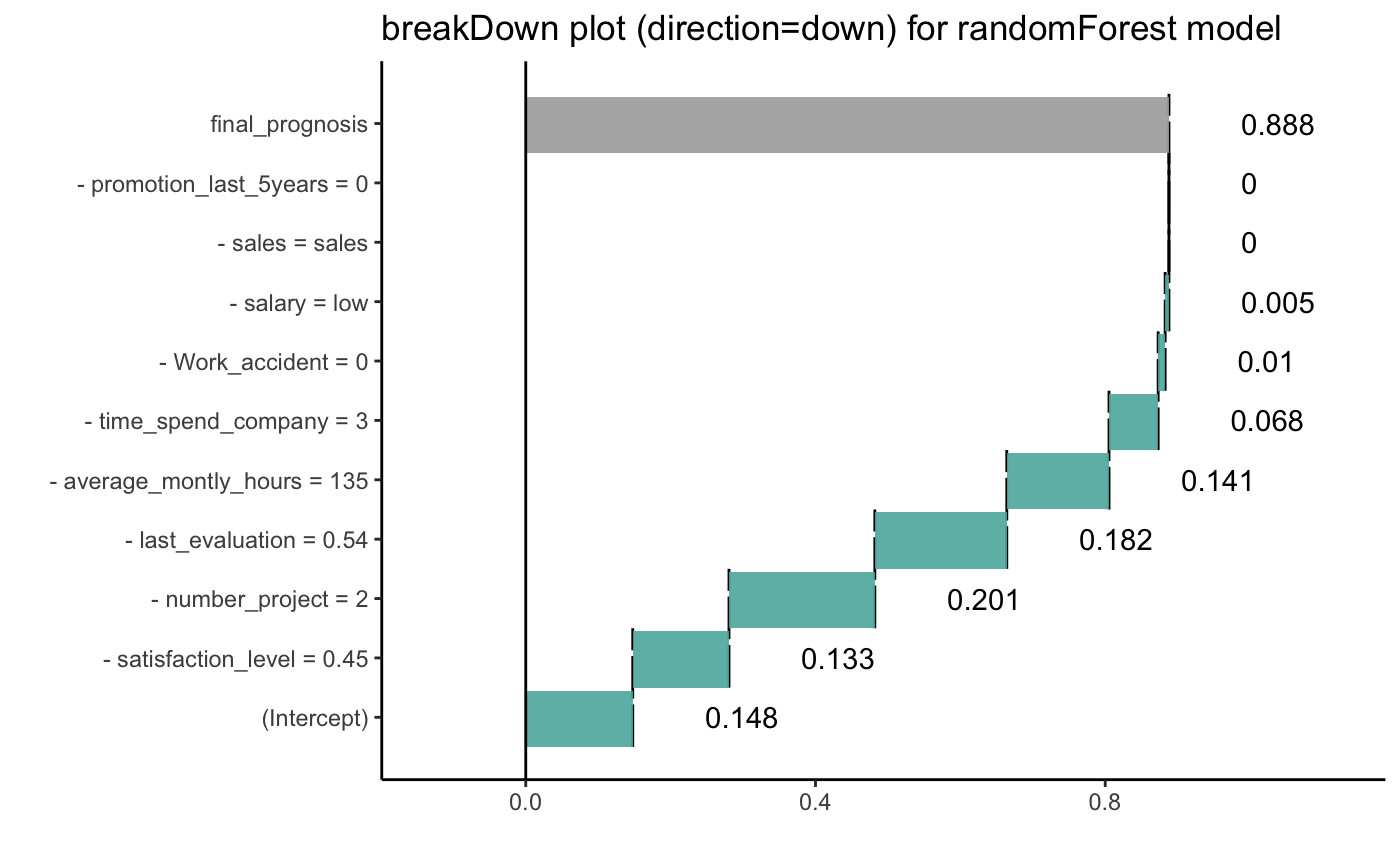 breakDown plot (direction=down) for randomForest model
final_prognosis 0.888
- promotion_last_5years = 0 0
- sales = sales 0
- salary = low 0.005
- Work_accident = 0 0.01
- time_spend_company = 3 0.068
- average_montly_hours = 135 0.141
- last_evaluation = 0.54 0.182
- number_project = 2 0.201
- satisfaction_level = 0.45 0.133
(Intercept) 0.148
0.0 0.4 0.8